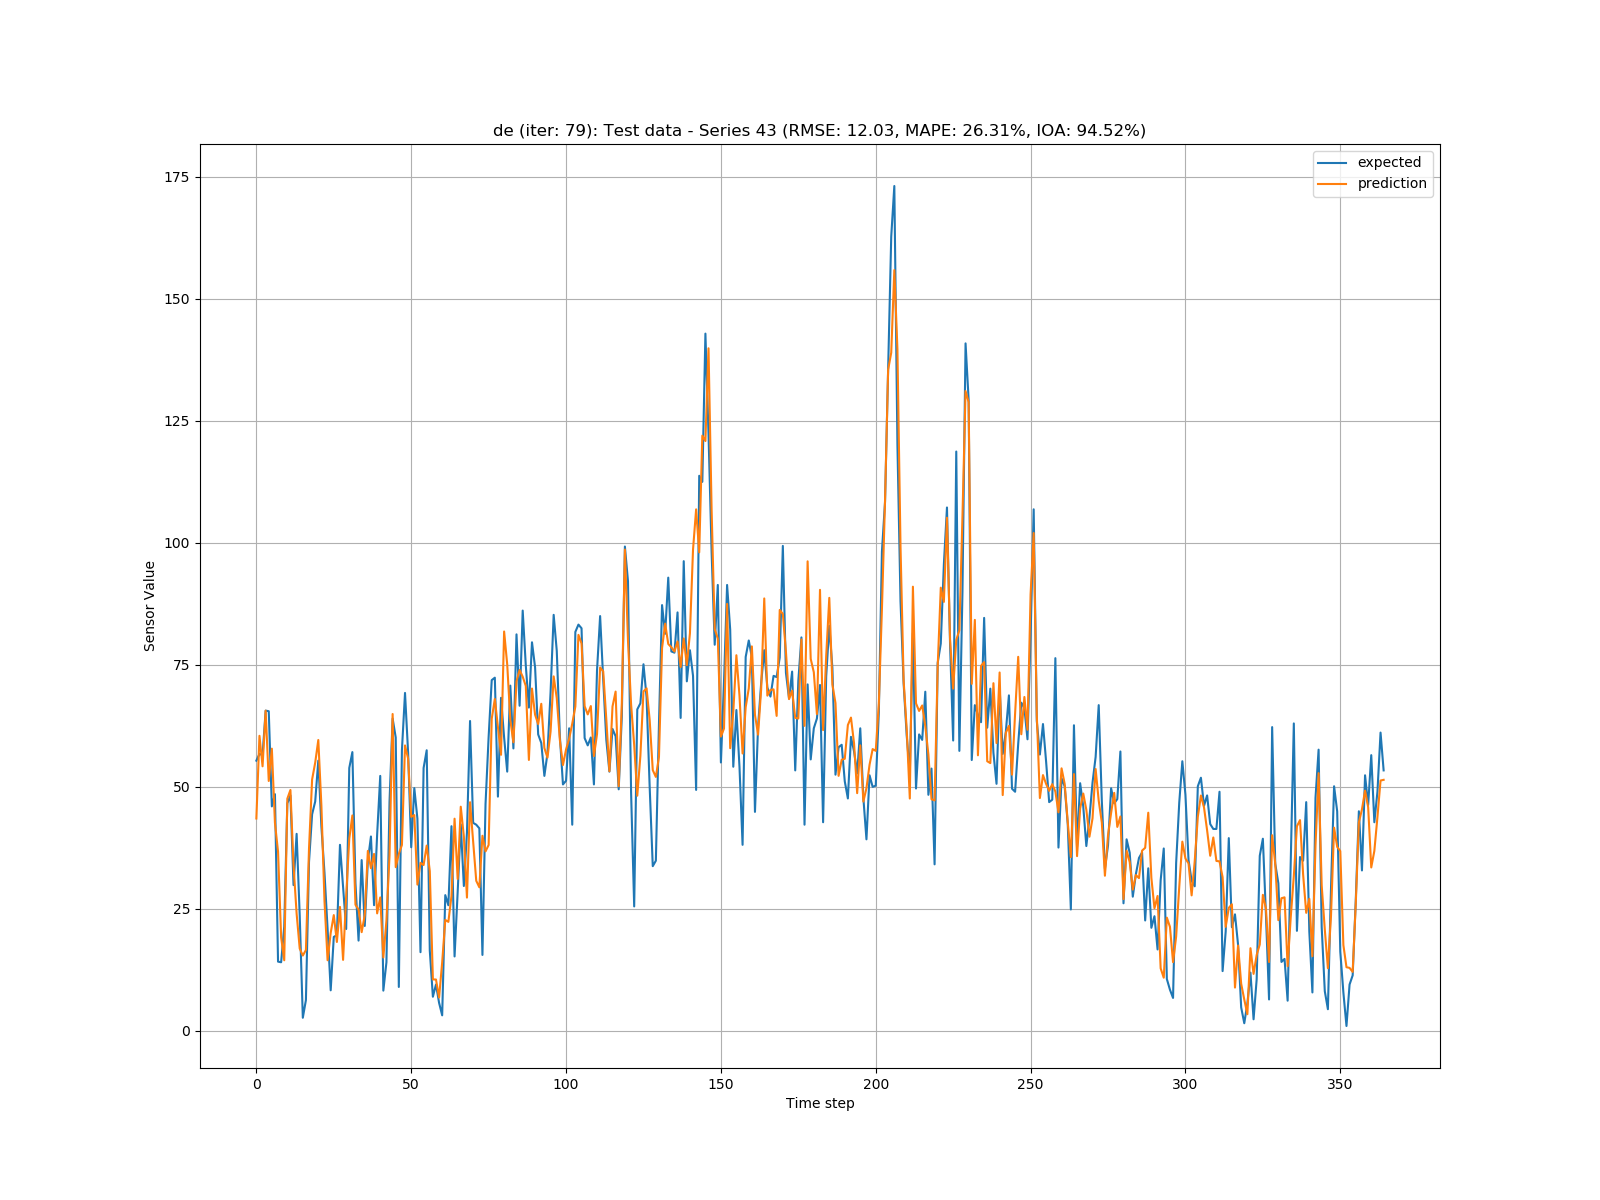 de (iter: 79): Test data - Series 43 (RMSE: 12.03, MAPE: 26.31%, IOA: 94.52%)
expected
prediction
175
150
125
100
75
50
25
0
Sensor Value
0 50 100 150 200 250 300 350
Time step